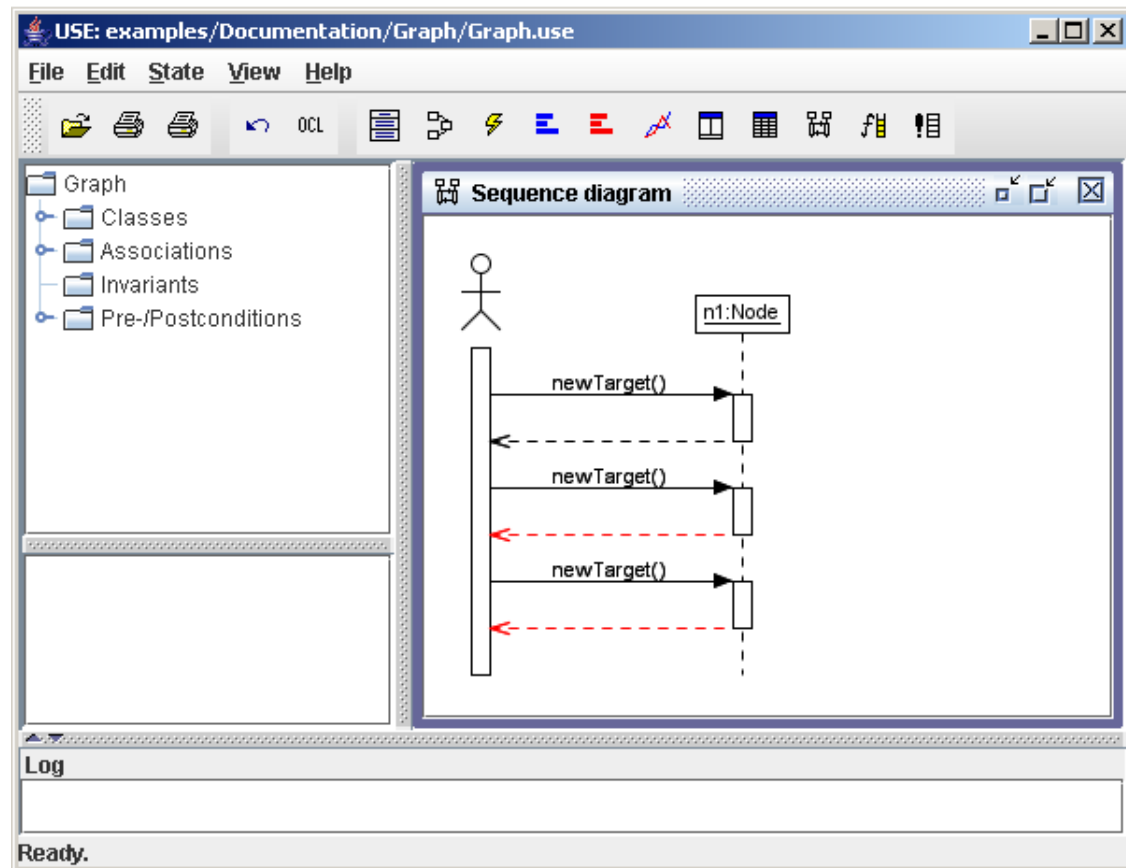 USE: examples/Documentation/Graph/Graph.use
File Edit State View Help
OCL
Graph
Classes
Associations
Invariants
Pre-/Postconditions
Sequence diagram
n1:Node
newTarget()
newTarget()
newTarget()
Log
Ready.